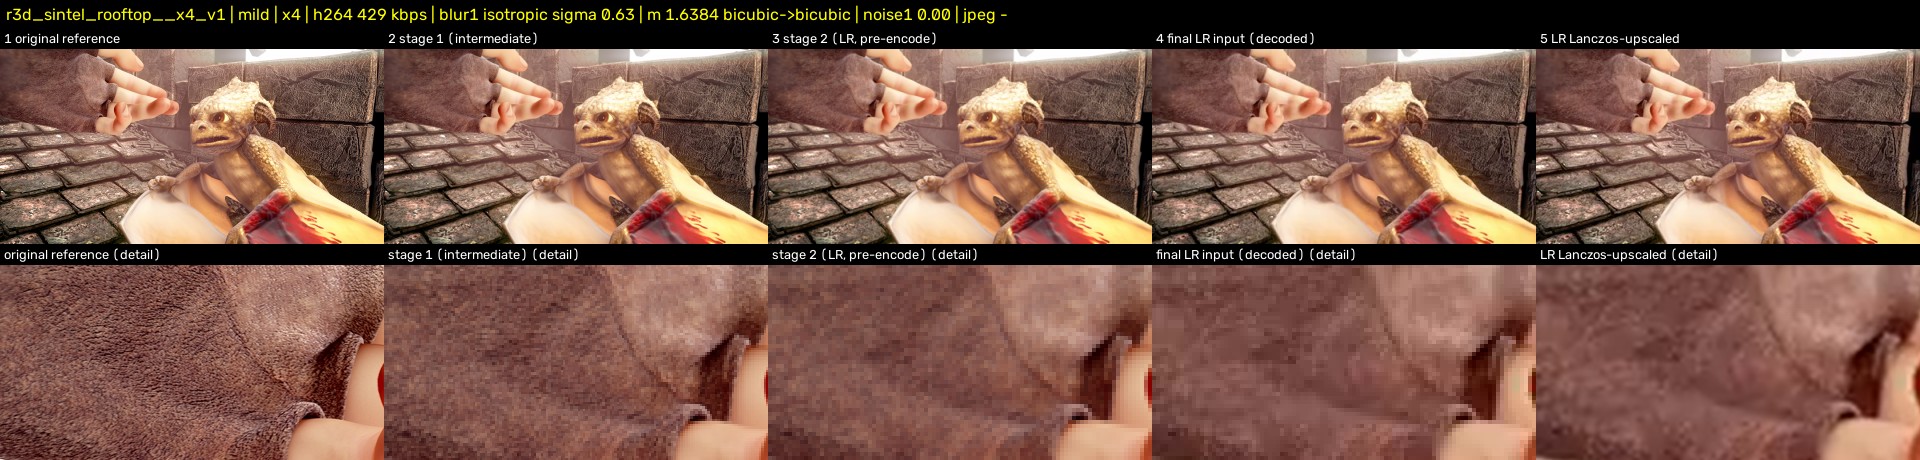 r3d_sintel_rooftop__x4_v1 | mild | x4 | h264 429 kbps | blur1 isotropic sigma 0.63 | m 1.6384 bicubic->bicubic | noise1 0.00 | jpeg -
1 original reference
2 stage 1 (intermediate)
3 stage 2 (LR, pre-encode)
4 final LR input (decoded)
5 LR Lanczos-upscaled
original reference (detail)
stage 1 (intermediate) (detail)
stage 2 (LR, pre-encode) (detail)
final LR input (decoded) (detail)
LR Lanczos-upscaled (detail)